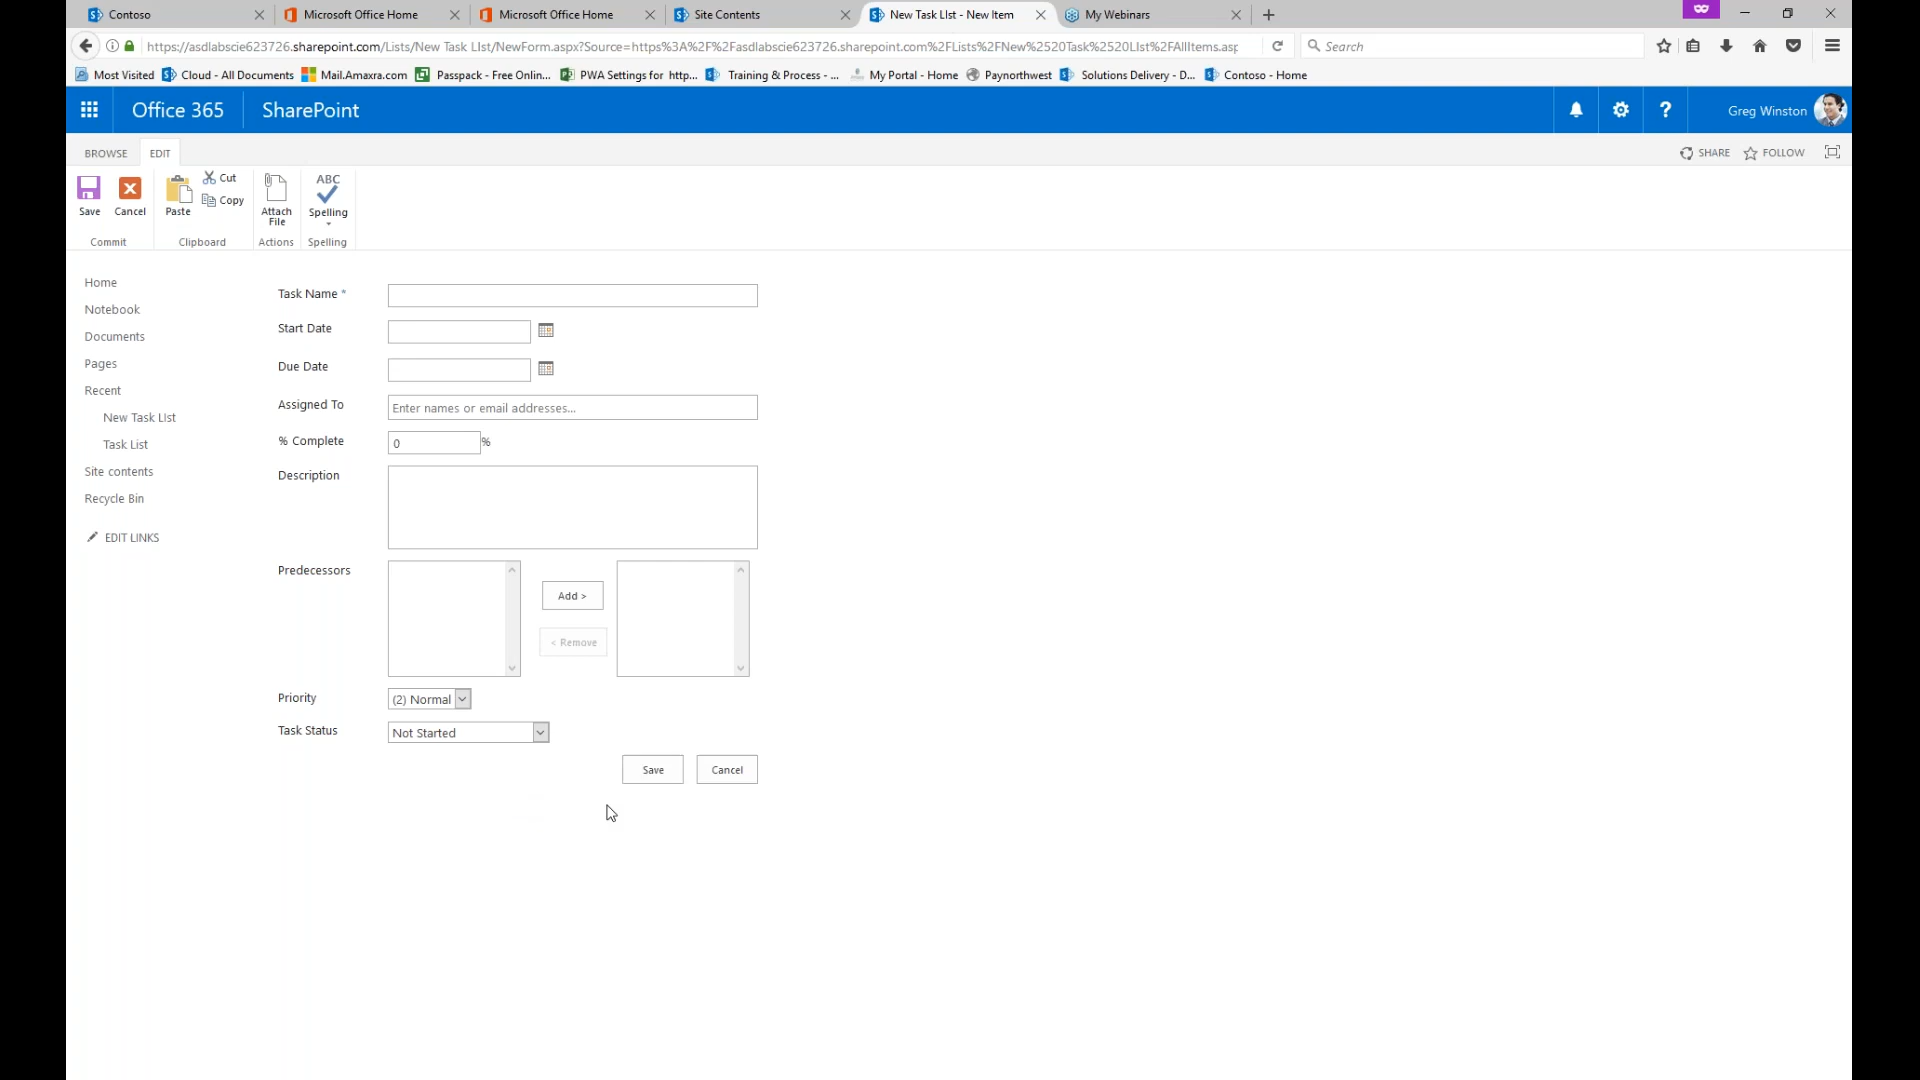 Contoso
Microsoft Office Home
Microsoft Office Home
Site Contents
New Task LIst - New Item
My Webinars
https://asdlabscie623726.sharepoint.com/Lists/New Task LIst/NewForm.aspx?Source=https%3A%2F%2Fasdlabscie623726.sharepoint.com%2FLists%2FNew%2520Task%2520LIst%2FAllItems.asp
Search
Most Visited
Cloud - All Documents
Mail.Amaxra.com
Passpack - Free Onlin...
PWA Settings for http...
Training & Process - ...
My Portal - Home
Paynorthwest
Solutions Delivery - D...
Contoso - Home
Office 365
SharePoint
?
Greg Winston
BROWSE
EDIT
SHARE
FOLLOW
Save
Cancel
Paste
Cut
Copy
Attach
File
ABC
Spelling
Commit
Clipboard
Actions
Spelling
Home
Notebook
Documents
Pages
Recent
New Task LIst
Task List
Site contents
Recycle Bin
EDIT LINKS
Task Name *
Start Date
Due Date
Assigned To
Enter names or email addresses...
% Complete
0
%
Description
Predecessors
Add >
< Remove
Priority
(2) Normal
Task Status
Not Started
Save
Cancel